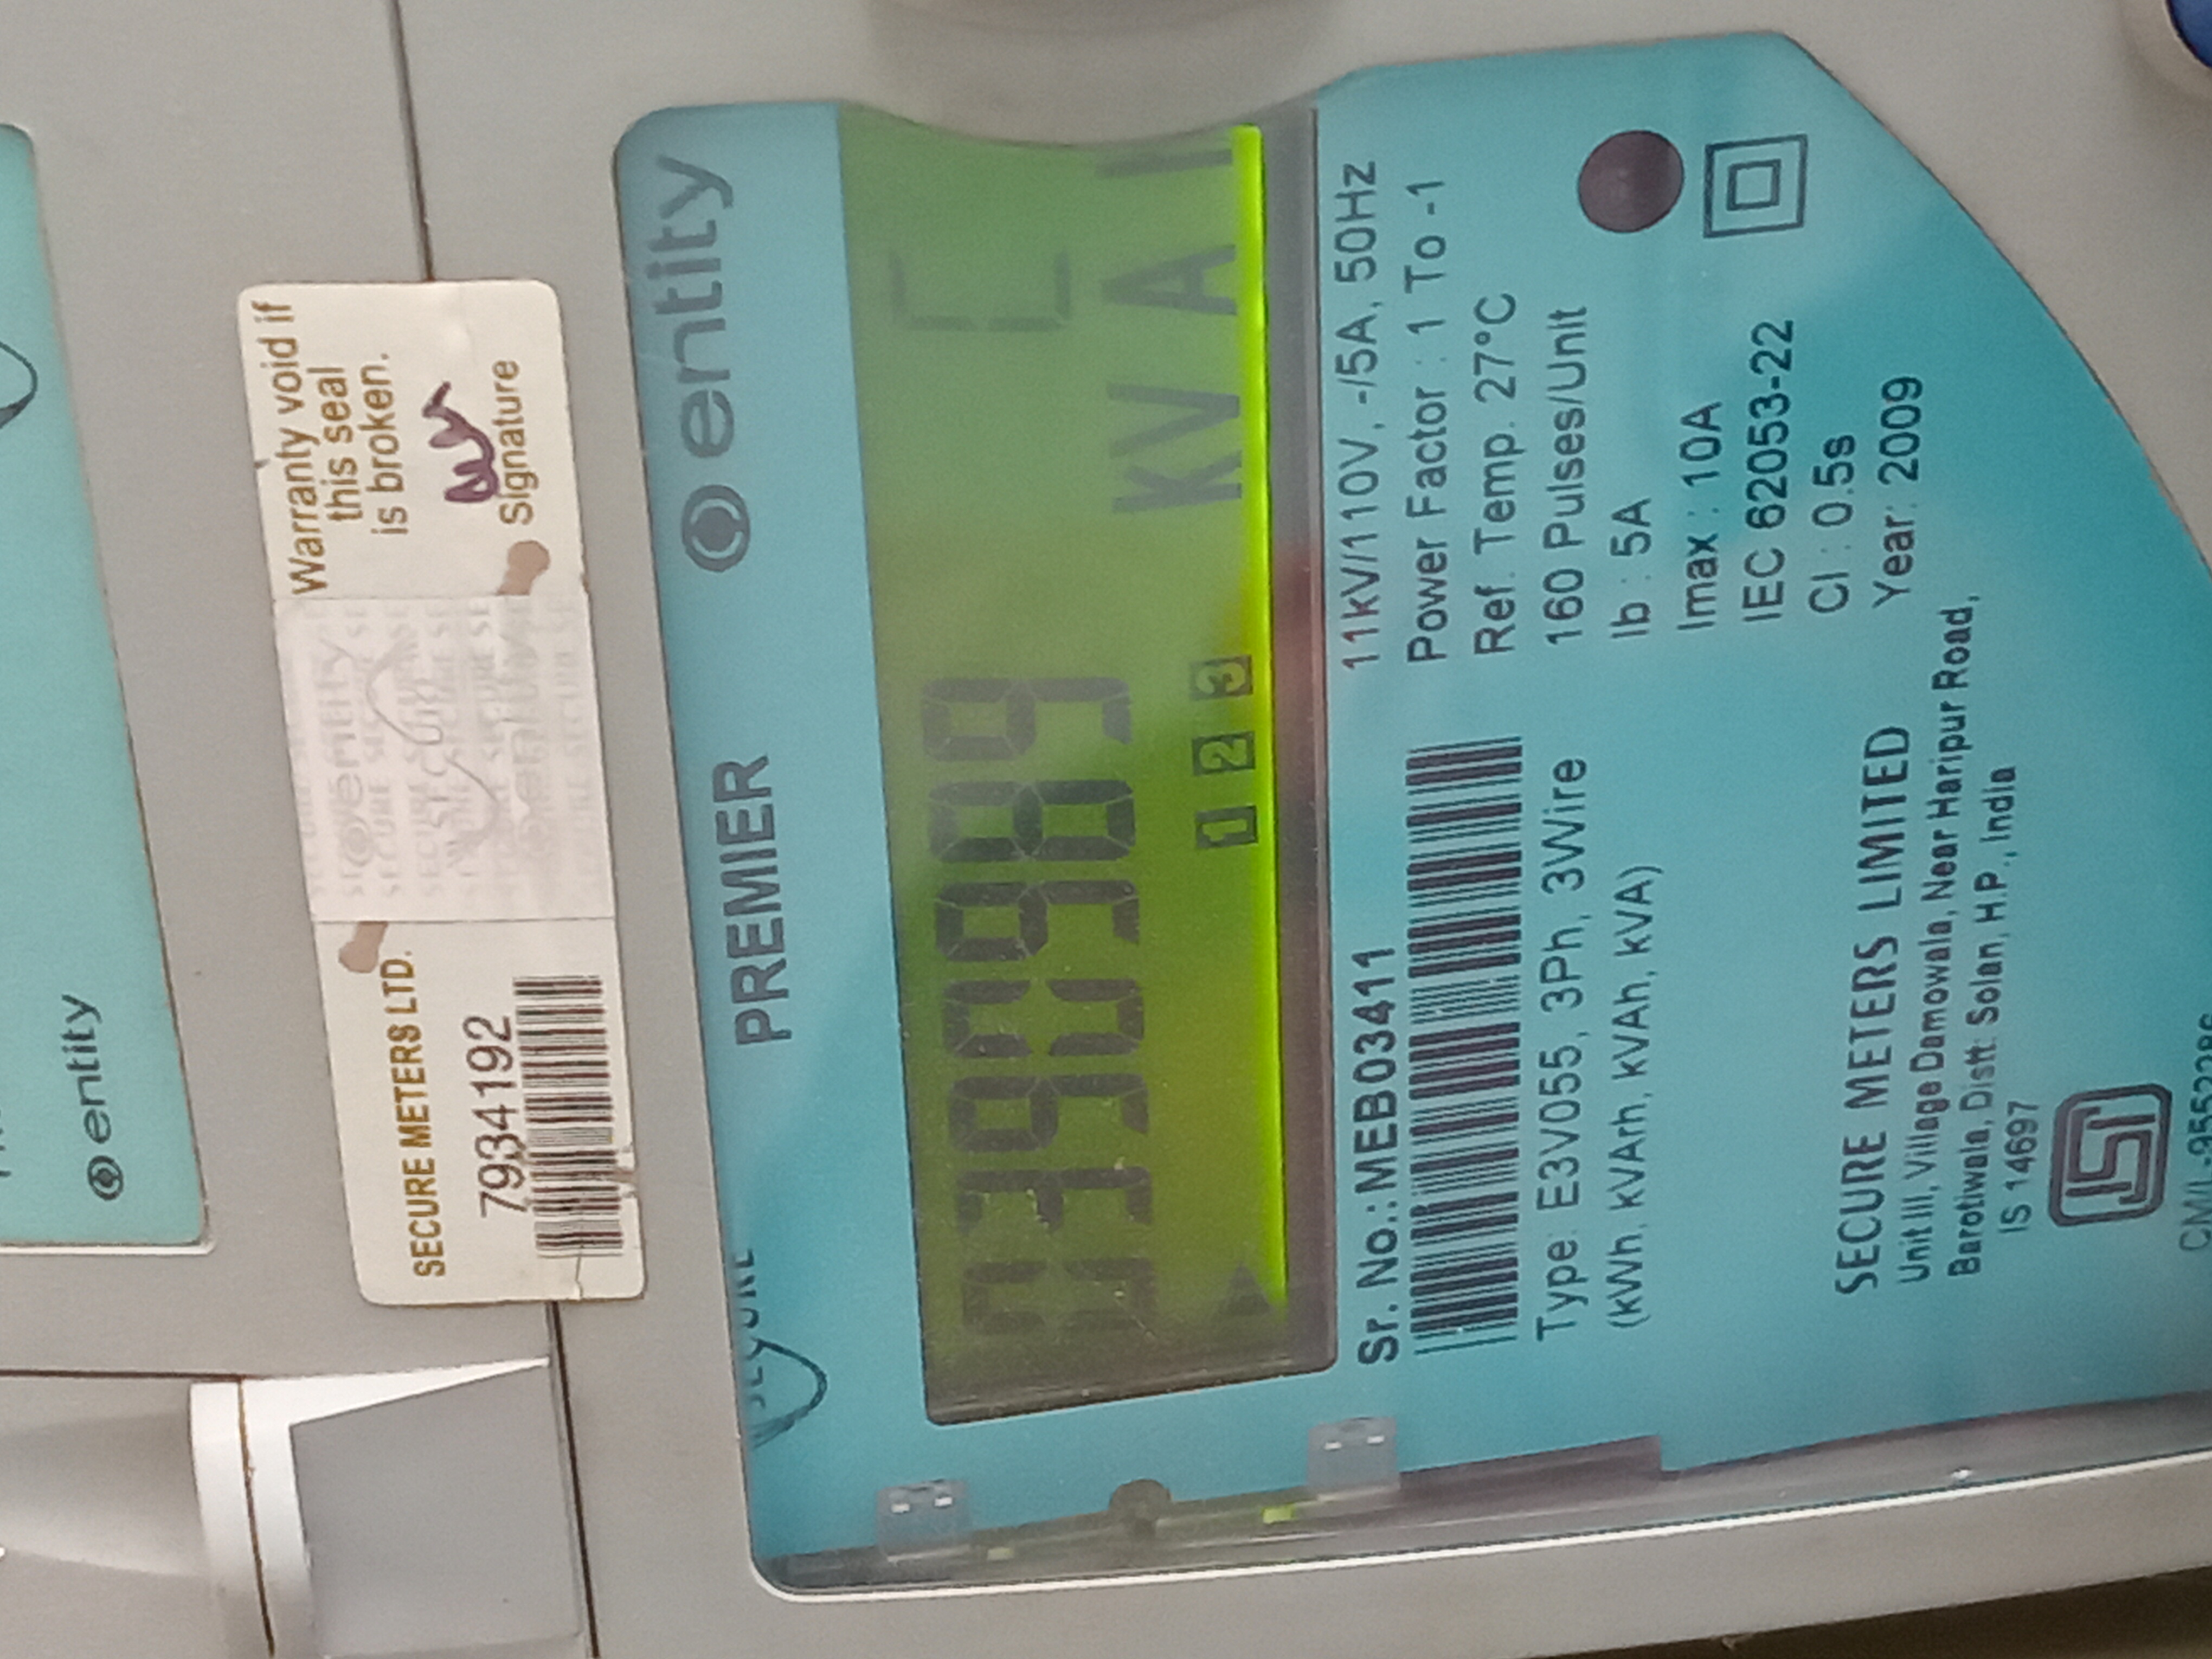 entity
Warranty void if
this seal
is broken.
Signature
SECURE METERS LTD.
7934192
PREMIER entity
kVA
1 2 3
Sr. No.: MEB03411
Type: E3V055, 3Ph, 3Wire
(kWh, kVArh, kVAh, kVA)
11kV/110V, -/5A, 50Hz
Power Factor : 1 To -1
Ref. Temp. 27°C
160 Pulses/Unit
Ib : 5A
Imax : 10A
IEC 62053-22
Cl : 0.5s
Year: 2009
SECURE METERS LIMITED
Unit III, Village Damowala, Near Haripur Road,
Barotiwala, Distt: Solan, H.P., India
IS 14697